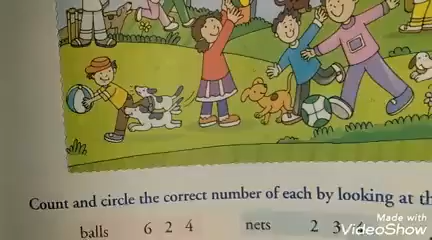 Count and circle the correct number of each by looking at th
balls 6 2 4 nets 2 3
Made with
VideoShow